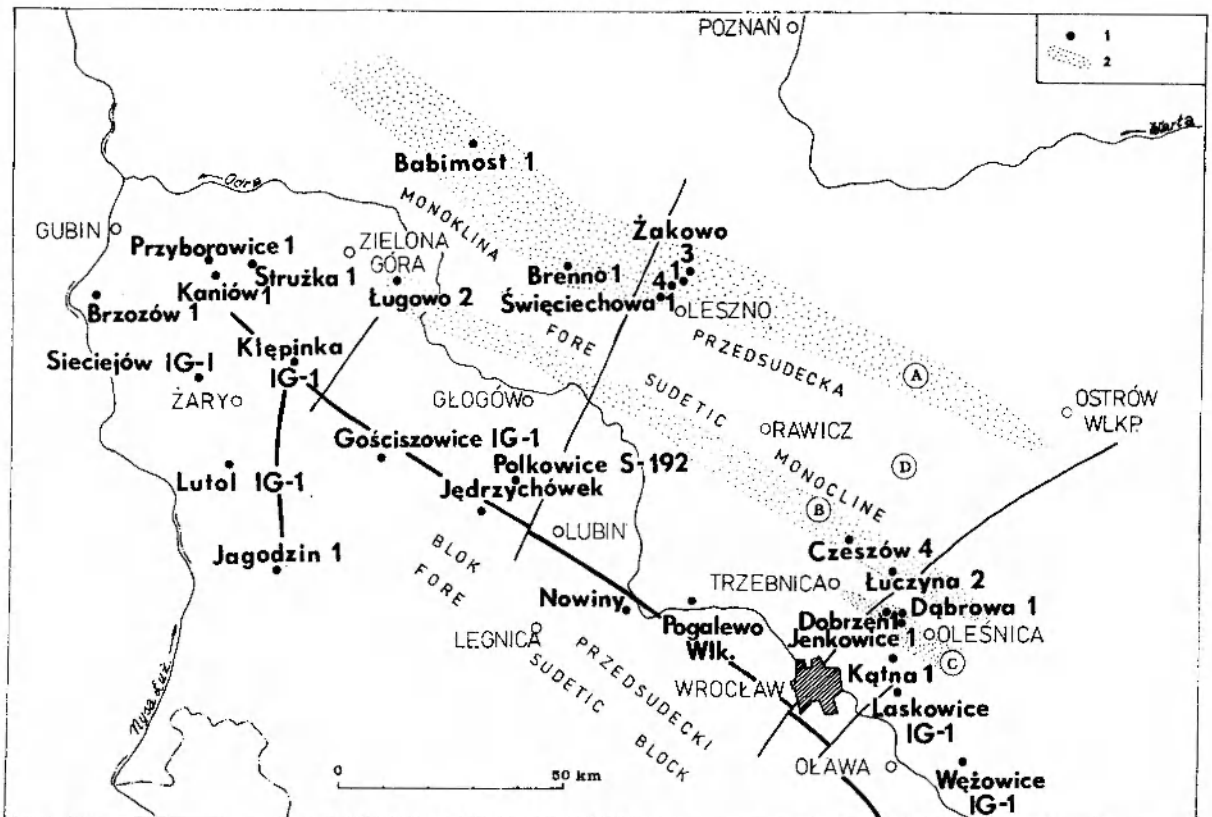 POZNAŃ
1
2
Warta
Babimost 1
Odra
MONOKLINA
GUBIN
Przyborowice 1
ZIELONA
GÓRA
Strużka 1
Kaniów 1
Brzozów 1
Ługowo 2
Żakowo
3
1
4
Brenno 1
Święciechowa 1
LESZNO
FORE
PRZEDSUDECKA
Kłępinka
IG-1
Sieciejów IG-1
ŻARY
GŁOGÓW
SUDETIC
A
OSTRÓW
WLKP.
RAWICZ
Gościszowice IG-1
MONOCLINE
D
Polkowice S-192
Jędrzychówek
Lutol IG-1
B
LUBIN
Czeszów 4
Jagodzin 1
BLOK
TRZEBNICA
Łuczyna 2
FORE
Nowiny
Dąbrowa 1
Dobrzeń 1
Jenkowice 1
OLEŚNICA
LEGNICA
Pogalewo
Wlk.
PRZEDSUDECKI
SUDETIC
C
Kątna 1
WROCŁAW
Laskowice
IG-1
BLOCK
Nysa Łuż.
0
50 km
OŁAWA
Wężowice
IG-1